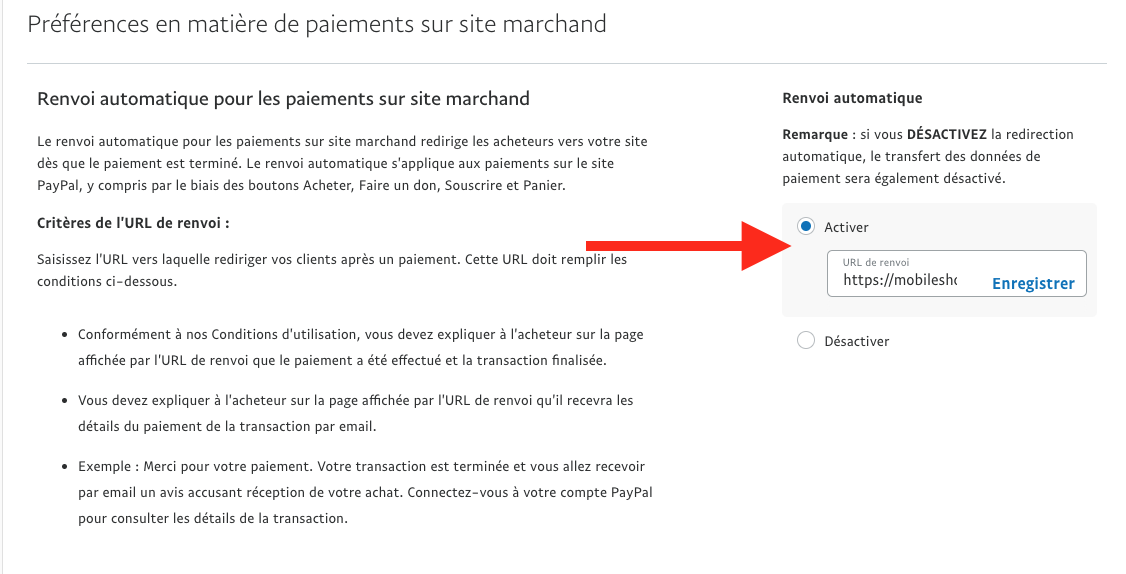 Préférences en matière de paiements sur site marchand
Renvoi automatique pour les paiements sur site marchand
Le renvoi automatique pour les paiements sur site marchand redirige les acheteurs vers votre site
dès que le paiement est terminé. Le renvoi automatique s'applique aux paiements sur le site
PayPal, y compris par le biais des boutons Acheter, Faire un don, Souscrire et Panier.
Critères de l'URL de renvoi :
Saisissez l'URL vers laquelle rediriger vos clients après un paiement. Cette URL doit remplir les
conditions ci-dessous.
• Conformément à nos Conditions d'utilisation, vous devez expliquer à l'acheteur sur la page
affichée par l'URL de renvoi que le paiement a été effectué et la transaction finalisée.
• Vous devez expliquer à l'acheteur sur la page affichée par l'URL de renvoi qu'il recevra les
détails du paiement de la transaction par email.
• Exemple : Merci pour votre paiement. Votre transaction est terminée et vous allez recevoir
par email un avis accusant réception de votre achat. Connectez-vous à votre compte PayPal
pour consulter les détails de la transaction.
Renvoi automatique
Remarque : si vous DÉSACTIVEZ la redirection
automatique, le transfert des données de
paiement sera également désactivé.
Activer
URL de renvoi
https://mobilesho Enregistrer
Désactiver